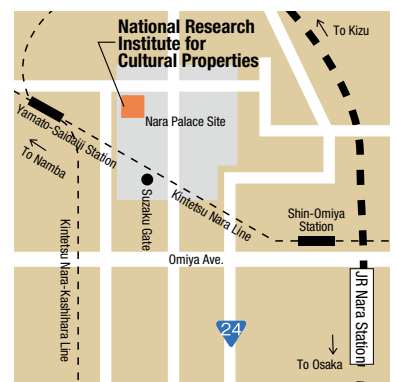 National Research
Institute for
Cultural Properties
To Kizu
Nara Palace Site
Yamato-Saidaiji Station
To Namba
Kintetsu Nara Line
Suzaku Gate
Shin-Omiya
Station
Omiya Ave.
Kintetsu Nara-Kashihara Line
JR Nara Station
24
To Osaka